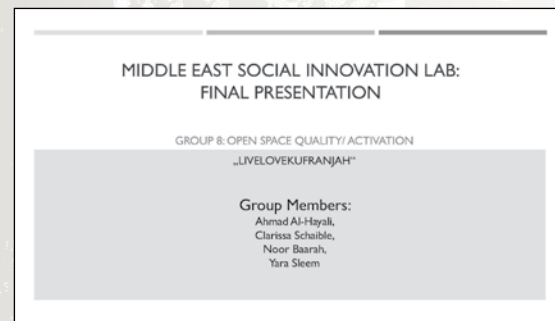 MIDDLE EAST SOCIAL INNOVATION LAB:
FINAL PRESENTATION
GROUP 8: OPEN SPACE QUALITY/ ACTIVATION
„LIVELOVEKUFRANJAH“
Group Members:
Ahmad Al-Hayali,
Clarissa Schaible,
Noor Baarah,
Yara Sleem